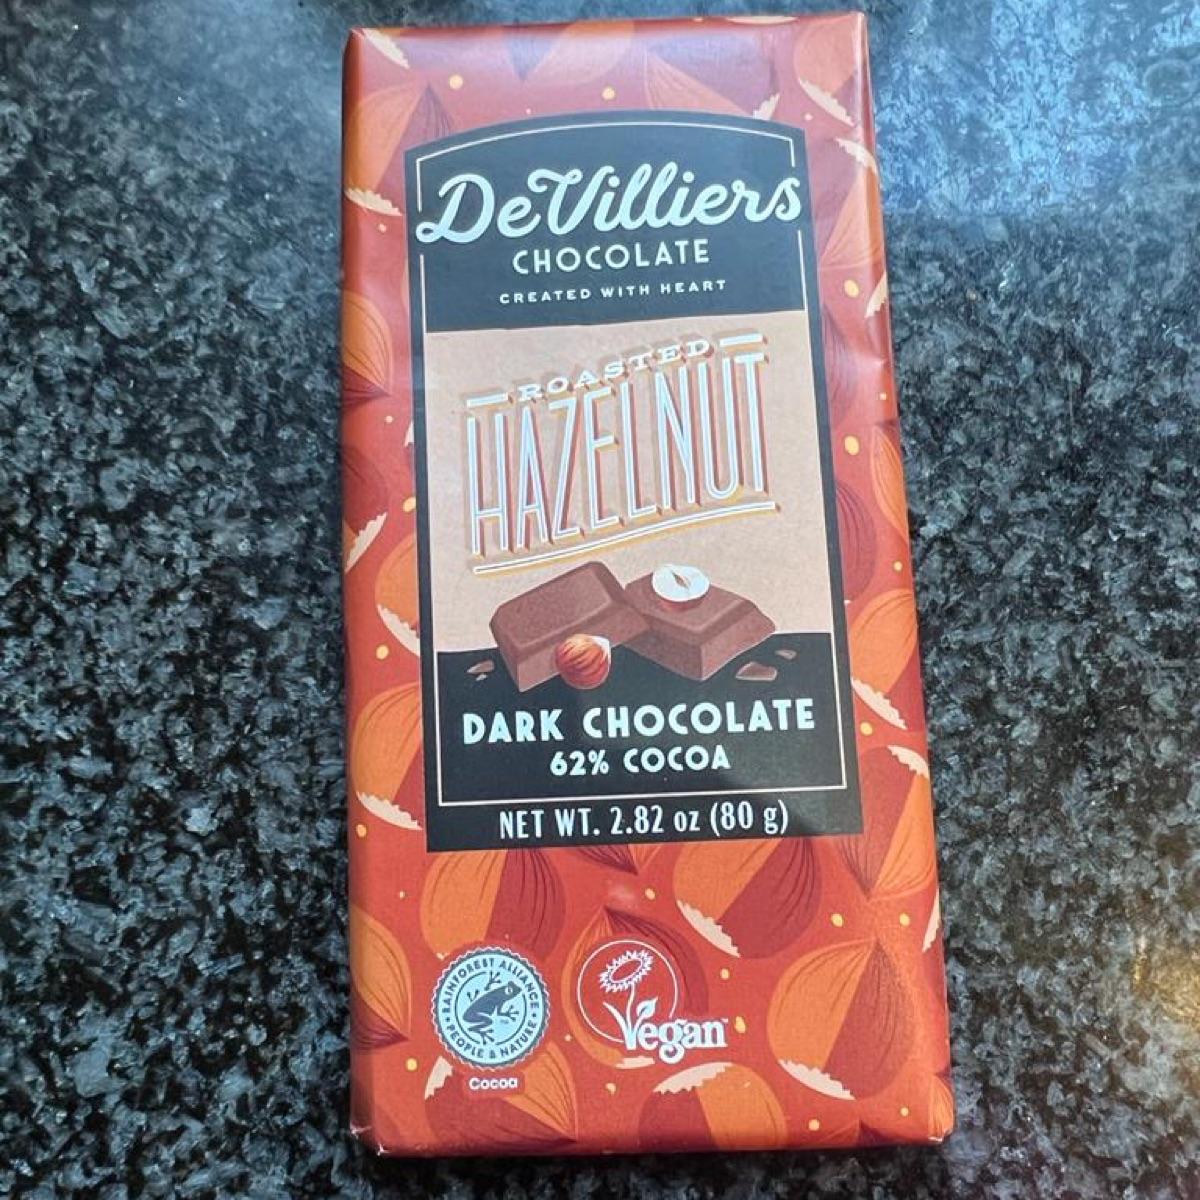 DeVilliers
CHOCOLATE
CREATED WITH HEART
ROASTED
HAZELNUT
DARK CHOCOLATE
62% COCOA
NET WT. 2.82 oz (80 g)
RAINFOREST ALLIANCE
PEOPLE & NATURE
Cocoa
Vegan